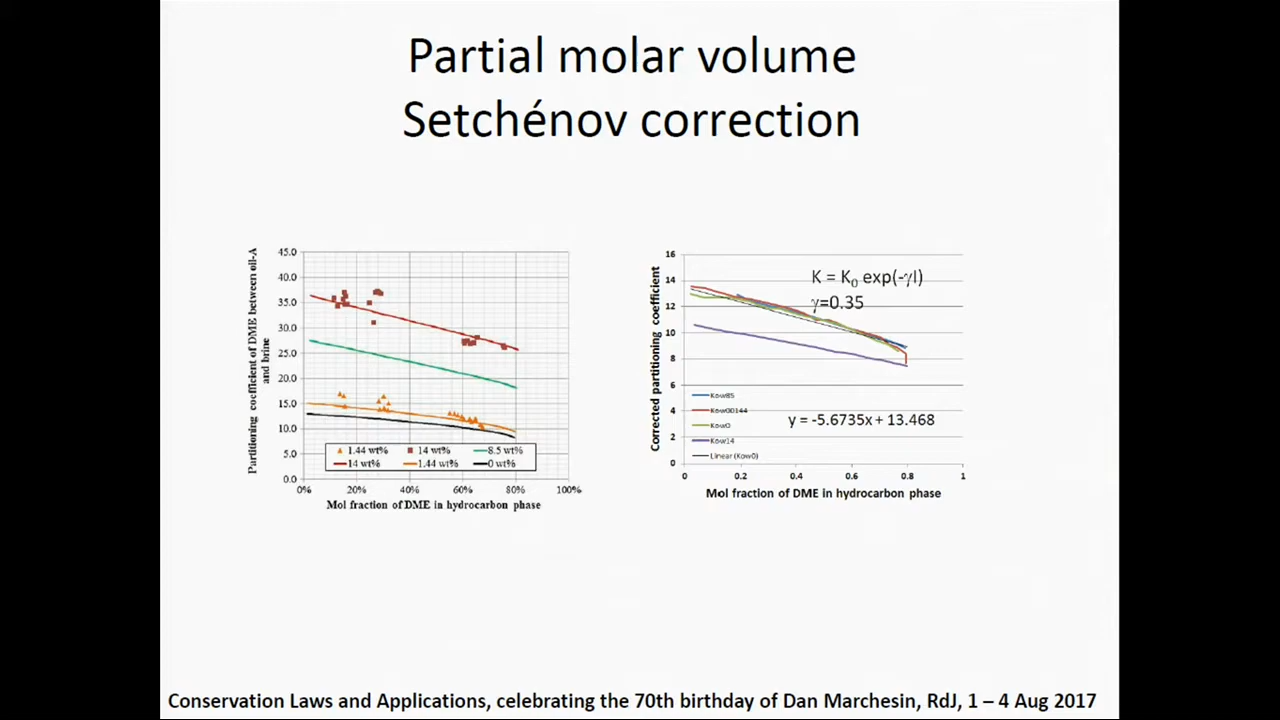 Partial molar volume
Setchénov correction
Partitioning coefficient of DME between oil-A
and brine
45.0
40.0
35.0
30.0
25.0
20.0
15.0
10.0
5.0
0.0
1.44 wt%
14 wt%
8.5 wt%
14 wt%
1.44 wt%
0 wt%
0%
20%
40%
60%
80%
100%
Mol fraction of DME in hydrocarbon phase
Corrected partitioning coefficient
16
14
12
10
8
6
4
2
0
K = K₀ exp(-γI)
γ=0.35
Kow85
Kow00144
Kow0
Kow14
Linear (Kow0)
y = -5.6735x + 13.468
0
0.2
0.4
0.6
0.8
1
Mol fraction of DME in hydrocarbon phase
Conservation Laws and Applications, celebrating the 70th birthday of Dan Marchesin, RdJ, 1 – 4 Aug 2017